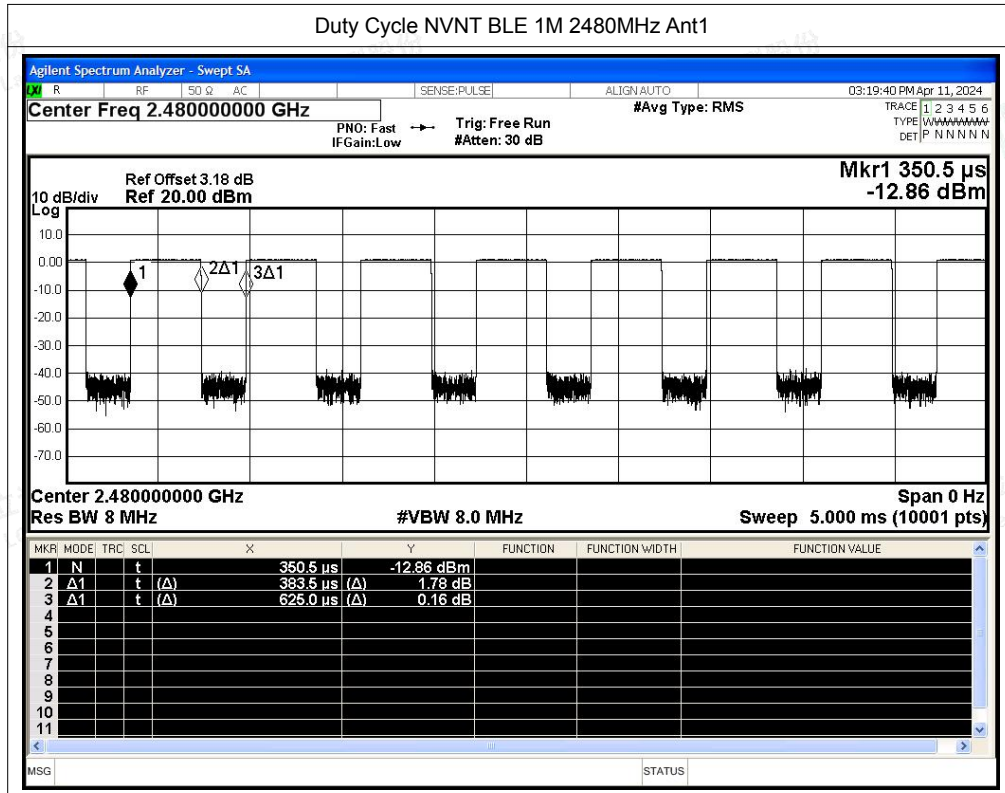 Duty Cycle NVNT BLE 1M 2480MHz Ant1
Agilent Spectrum Analyzer - Swept SA
LXI R RF 50 Ω AC SENSE:PULSE ALIGN AUTO 03:19:40 PM Apr 11, 2024
Center Freq 2.480000000 GHz #Avg Type: RMS TRACE 1 2 3 4 5 6
PNO: Fast Trig: Free Run TYPE WWWWWW
IFGain:Low #Atten: 30 dB DET P N N N N N
Mkr1 350.5 µs
-12.86 dBm
Ref Offset 3.18 dB
10 dB/div Ref 20.00 dBm
Log
10.0
0.00
1 2Δ1 3Δ1
-10.0
-20.0
-30.0
-40.0
-50.0
-60.0
-70.0
Center 2.480000000 GHz Span 0 Hz
Res BW 8 MHz #VBW 8.0 MHz Sweep 5.000 ms (10001 pts)
MKR MODE TRC SCL X Y FUNCTION FUNCTION WIDTH FUNCTION VALUE
1 N t 350.5 µs -12.86 dBm
2 Δ1 t (Δ) 383.5 µs (Δ) 1.78 dB
3 Δ1 t (Δ) 625.0 µs (Δ) 0.16 dB
4
5
6
7
8
9
10
11
MSG STATUS